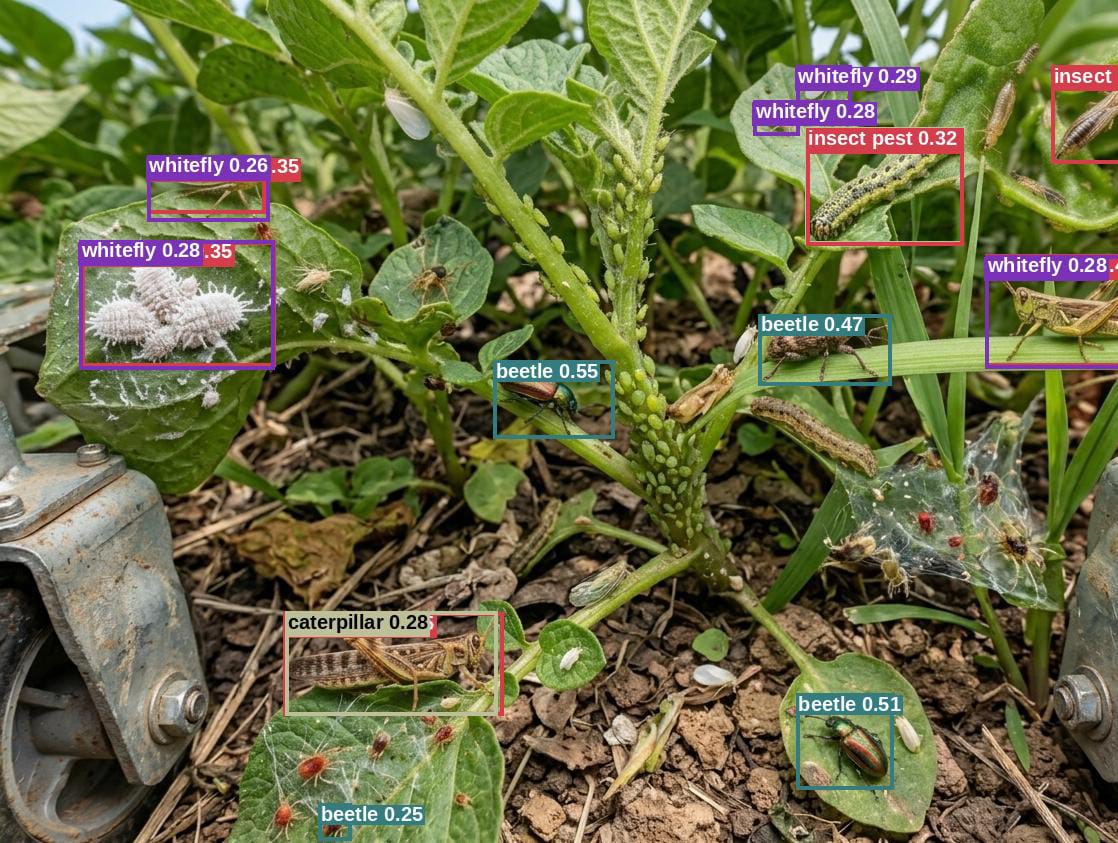 whitefly 0.29
insect
whitefly 0.28
insect pest 0.32
whitefly 0.26 .35
whitefly 0.28 .35
whitefly 0.28
beetle 0.47
beetle 0.55
caterpillar 0.28
beetle 0.51
beetle 0.25